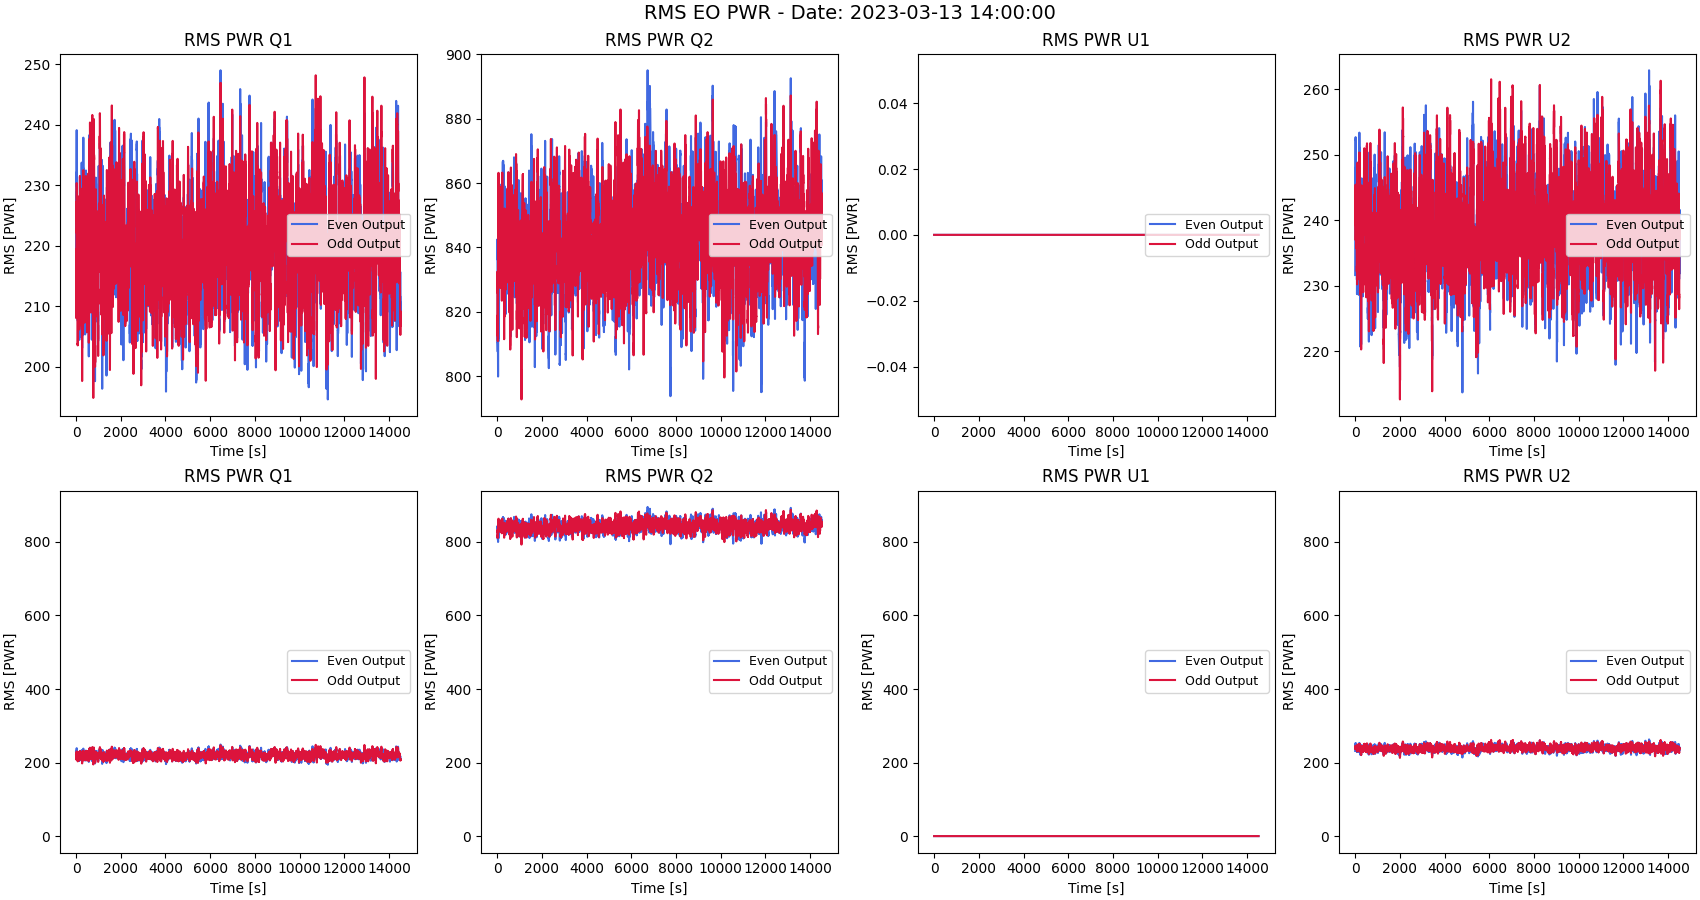 RMS EO PWR - Date: 2023-03-13 14:00:00
RMS PWR Q1
RMS [PWR]
250
240
230
220
210
200
Even Output
Odd Output
0 2000 4000 6000 8000 10000 12000 14000
Time [s]
RMS PWR Q2
RMS [PWR]
900
880
860
840
820
800
Even Output
Odd Output
0 2000 4000 6000 8000 10000 12000 14000
Time [s]
RMS PWR U1
RMS [PWR]
0.04
0.02
0.00
−0.02
−0.04
Even Output
Odd Output
0 2000 4000 6000 8000 10000 12000 14000
Time [s]
RMS PWR U2
RMS [PWR]
260
250
240
230
220
Even Output
Odd Output
0 2000 4000 6000 8000 10000 12000 14000
Time [s]
RMS PWR Q1
RMS [PWR]
800
600
400
200
0
Even Output
Odd Output
0 2000 4000 6000 8000 10000 12000 14000
Time [s]
RMS PWR Q2
RMS [PWR]
800
600
400
200
0
Even Output
Odd Output
0 2000 4000 6000 8000 10000 12000 14000
Time [s]
RMS PWR U1
RMS [PWR]
800
600
400
200
0
Even Output
Odd Output
0 2000 4000 6000 8000 10000 12000 14000
Time [s]
RMS PWR U2
RMS [PWR]
800
600
400
200
0
Even Output
Odd Output
0 2000 4000 6000 8000 10000 12000 14000
Time [s]